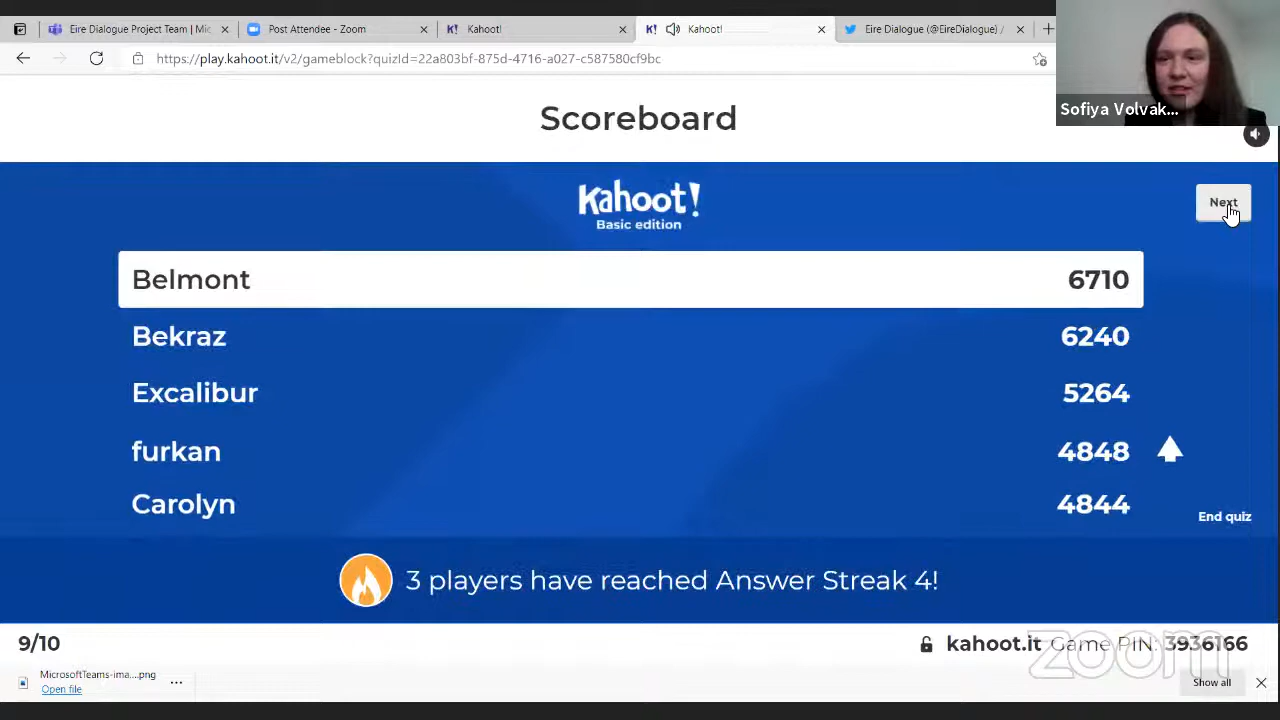 Eire Dialogue Project Team | Mic
Post Attendee - Zoom
Kahoot!
Kahoot!
Eire Dialogue (@EireDialogue) /
https://play.kahoot.it/v2/gameblock?quizId=22a803bf-875d-4716-a027-c587580cf9bc
Sofiya Volvak...
Scoreboard
Kahoot!
Basic edition
Next
Belmont 6710
Bekraz 6240
Excalibur 5264
furkan 4848
Carolyn 4844
End quiz
3 players have reached Answer Streak 4!
9/10
kahoot.it Game PIN: 3936166
zoom
MicrosoftTeams-ima....png
Open file
Show all